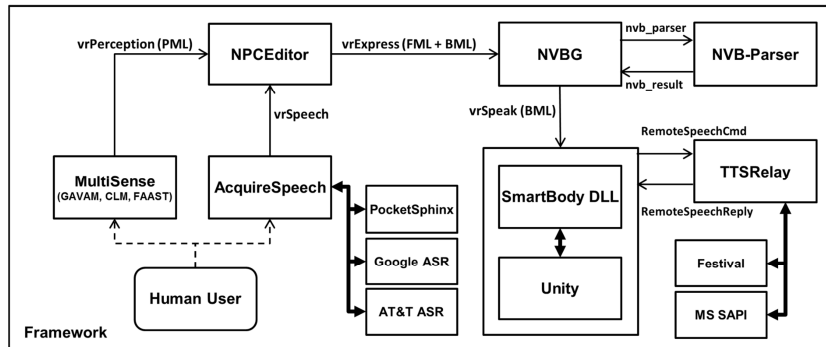 vrPerception (PML)
NPCEditor
vrExpress (FML + BML)
NVBG
nvb_parser
NVB-Parser
nvb_result
vrSpeech
vrSpeak (BML)
MultiSense
(GAVAM, CLM, FAAST)
AcquireSpeech
PocketSphinx
Google ASR
AT&T ASR
Human User
SmartBody DLL
Unity
RemoteSpeechCmd
TTSRelay
RemoteSpeechReply
Festival
MS SAPI
Framework